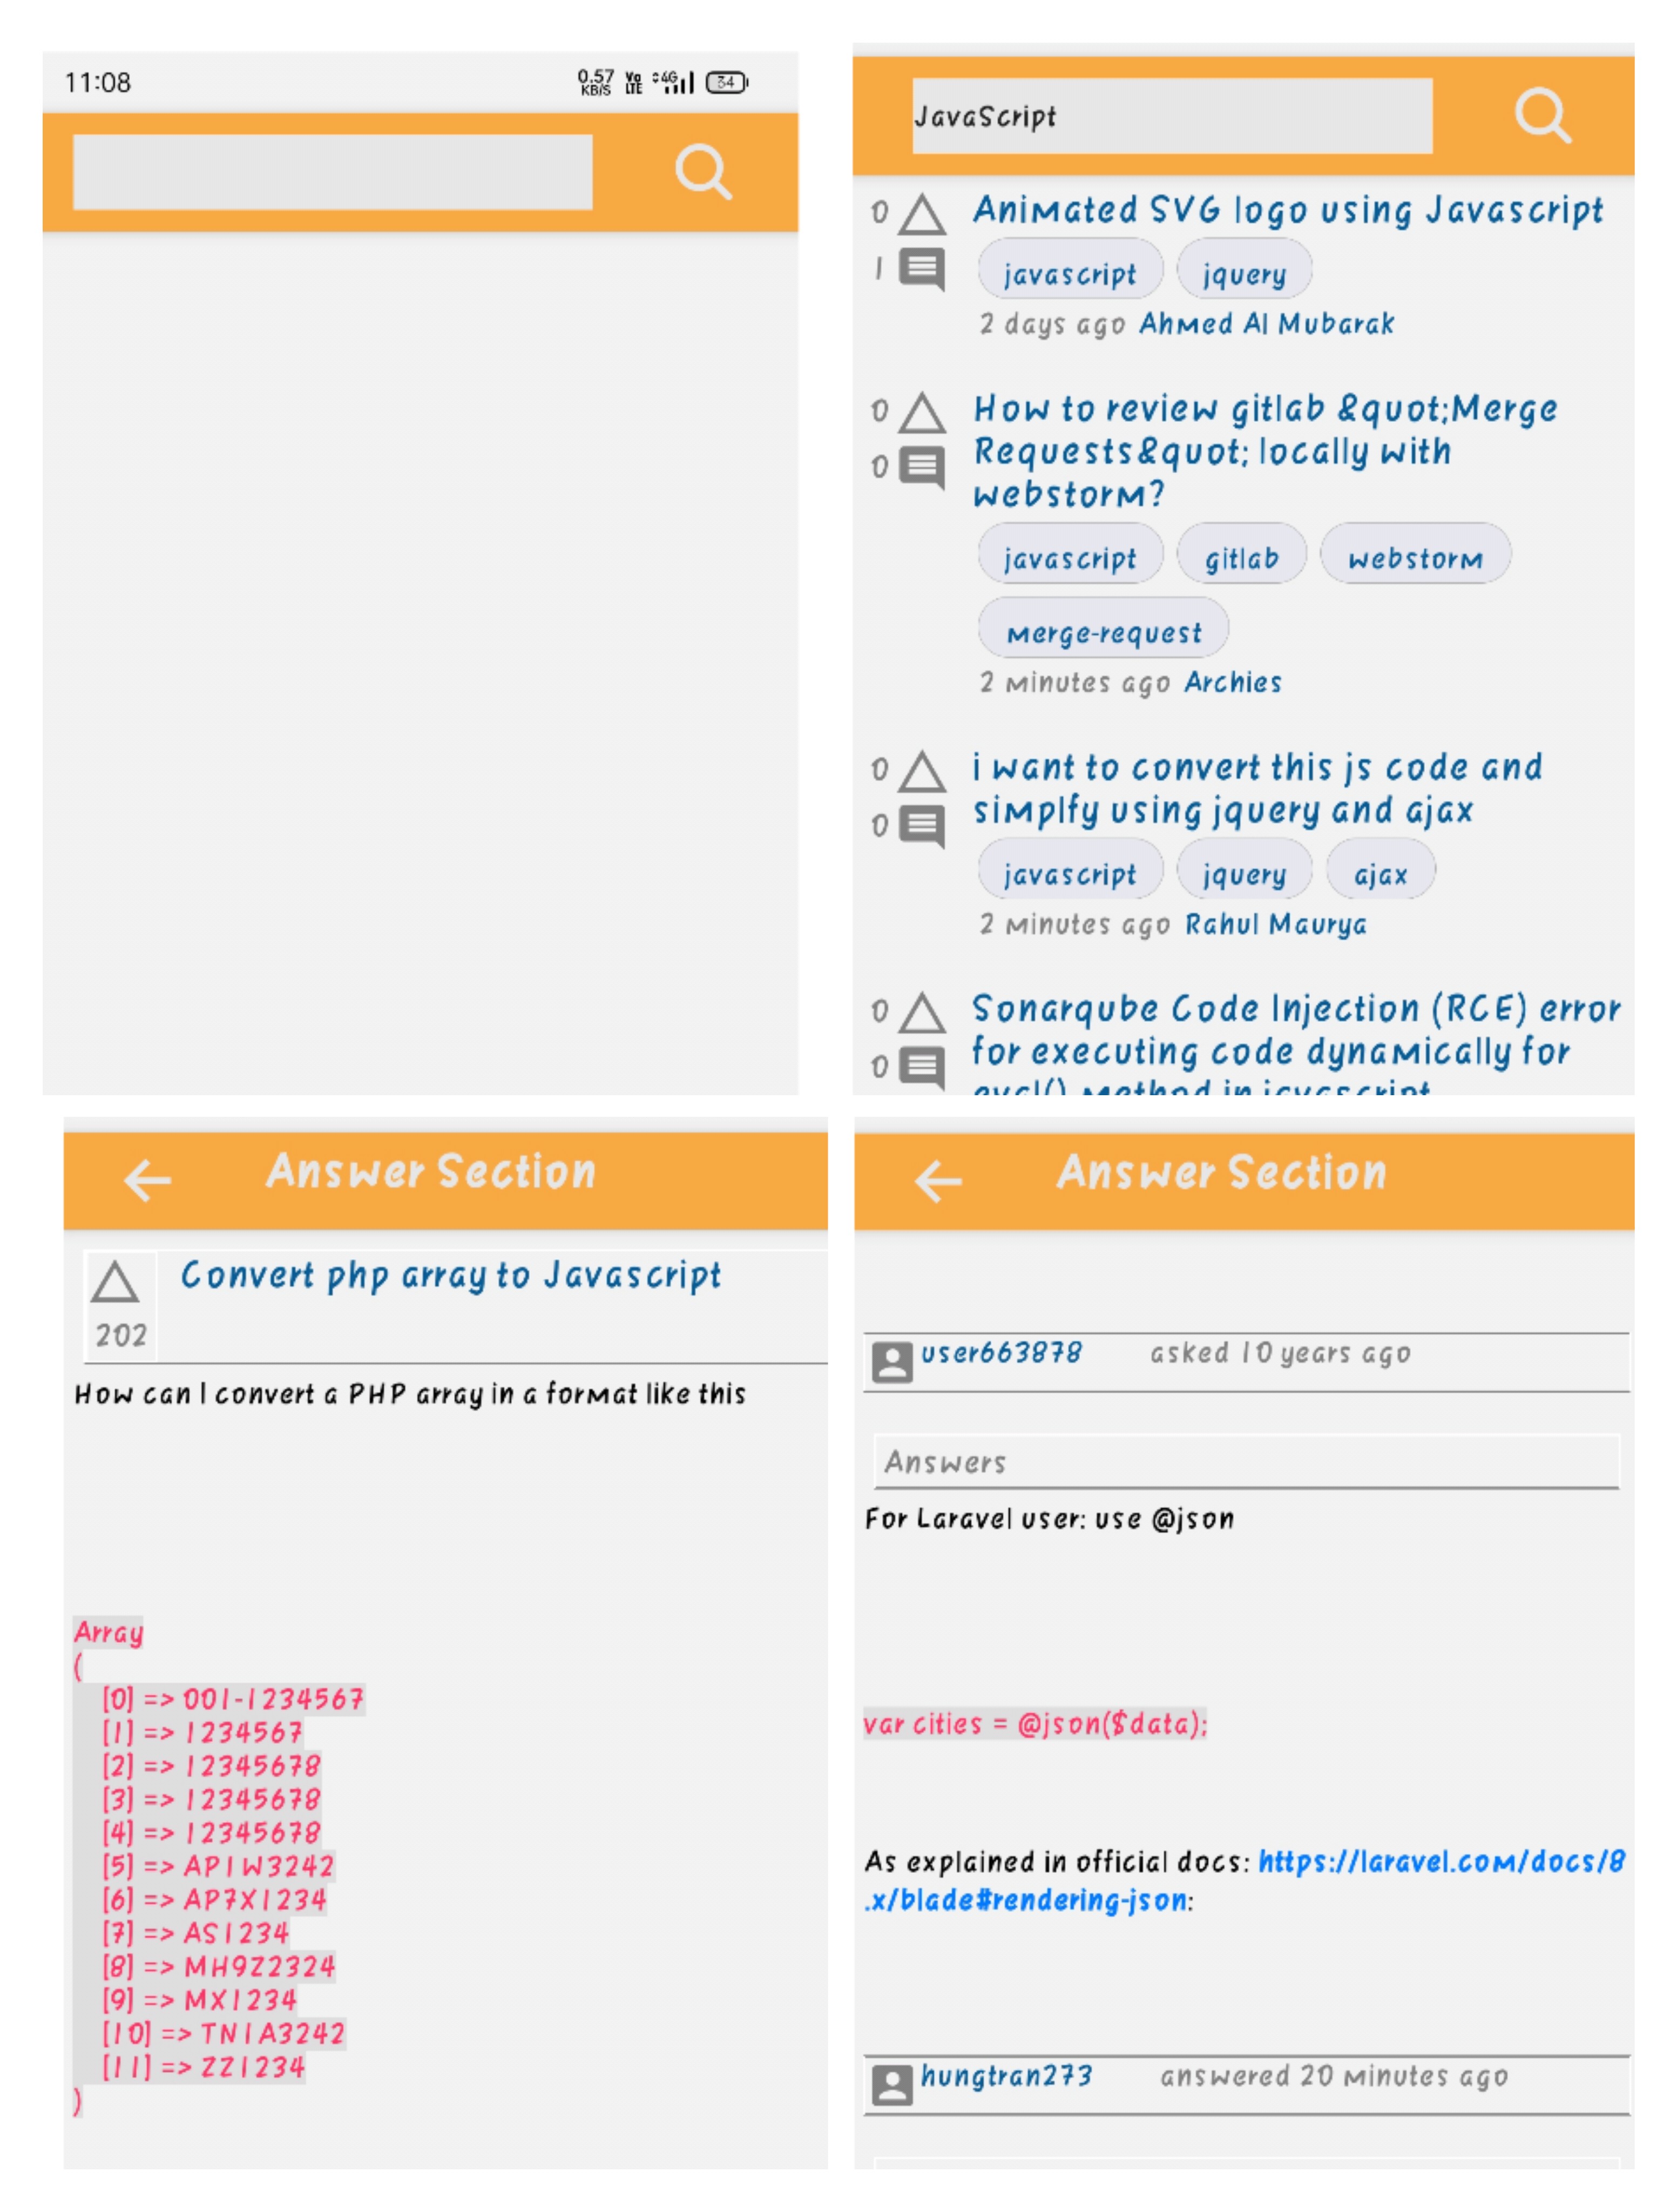 11:08
0.57 KB/S Vo LTE 4G 34
JavaScript
0 Animated SVG logo using Javascript
1 javascript jquery
2 days ago Ahmed Al Mubarak
0 How to review gitlab &quot;Merge
0 Requests&quot; locally with
webstorm?
javascript gitlab webstorm
merge-request
2 minutes ago Archies
0 i want to convert this js code and
0 simplfy using jquery and ajax
javascript jquery ajax
2 minutes ago Rahul Maurya
0 Sonarqube Code Injection (RCE) error
0 for executing code dynamically for
eval() method in javascript
Answer Section
Convert php array to Javascript
202
How can I convert a PHP array in a format like this
Array
(
[0] => 001-1234567
[1] => 1234567
[2] => 12345678
[3] => 12345678
[4] => 12345678
[5] => AP1W3242
[6] => AP7X1234
[7] => AS1234
[8] => MH9Z2324
[9] => MX1234
[10] => TN1A3242
[11] => ZZ1234
)
Answer Section
user663878 asked 10 years ago
Answers
For Laravel user: use @json
var cities = @json($data);
As explained in official docs: https://laravel.com/docs/8
.x/blade#rendering-json:
hungtran273 answered 20 minutes ago